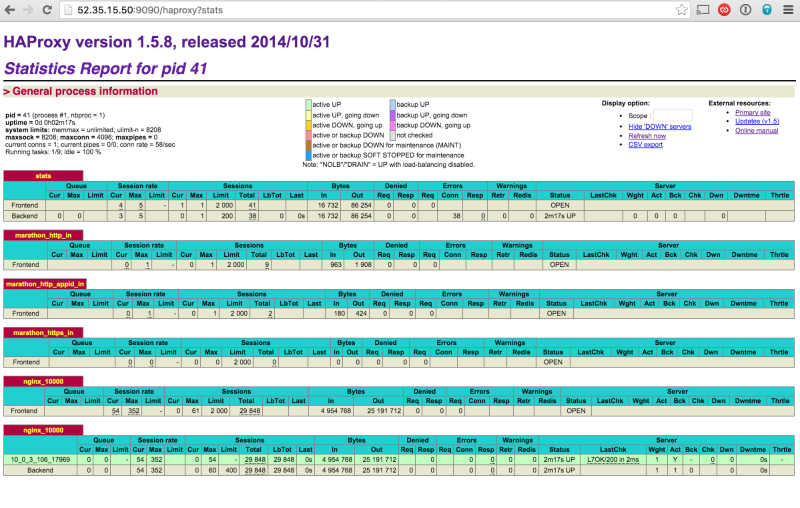 52.35.15.50:9090/haproxy?stats
HAProxy version 1.5.8, released 2014/10/31
Statistics Report for pid 41
> General process information
pid = 41 (process #1, nbproc = 1)
uptime = 0d 0h02m17s
system limits: memmax = unlimited; ulimit-n = 8208
maxsock = 8208; maxconn = 4096; maxpipes = 0
current conns = 1; current pipes = 0/0; conn rate = 58/sec
Running tasks: 1/9; idle = 100 %
active UP backup UP
active UP, going down backup UP, going down
active DOWN, going up backup DOWN, going up
active or backup DOWN not checked
active or backup DOWN for maintenance (MAINT)
active or backup SOFT STOPPED for maintenance
Note: "NOLB"/"DRAIN" = UP with load-balancing disabled.
Display option:
Scope :
Hide 'DOWN' servers
Refresh now
CSV export
External resources:
Primary site
Updates (v1.5)
Online manual
stats
Queue Session rate Sessions Bytes Denied Errors Warnings Server
Cur Max Limit Cur Max Limit Cur Max Limit Total LbTot Last In Out Req Resp Req Conn Resp Retr Redis Status LastChk Wght Act Bck Chk Dwn Dwntme Thrtle
Frontend 4 5 - 1 1 2 000 41 16 732 86 254 0 0 0 OPEN
Backend 0 0 3 5 0 1 200 38 0 0s 16 732 86 254 0 0 38 0 0 0 2m17s UP 0 0 0 0
marathon_http_in
Queue Session rate Sessions Bytes Denied Errors Warnings Server
Cur Max Limit Cur Max Limit Cur Max Limit Total LbTot Last In Out Req Resp Req Conn Resp Retr Redis Status LastChk Wght Act Bck Chk Dwn Dwntme Thrtle
Frontend 0 1 - 0 1 2 000 9 963 1 908 0 0 0 OPEN
marathon_http_appid_in
Queue Session rate Sessions Bytes Denied Errors Warnings Server
Cur Max Limit Cur Max Limit Cur Max Limit Total LbTot Last In Out Req Resp Req Conn Resp Retr Redis Status LastChk Wght Act Bck Chk Dwn Dwntme Thrtle
Frontend 0 1 - 0 1 2 000 2 180 424 0 0 0 OPEN
marathon_https_in
Queue Session rate Sessions Bytes Denied Errors Warnings Server
Cur Max Limit Cur Max Limit Cur Max Limit Total LbTot Last In Out Req Resp Req Conn Resp Retr Redis Status LastChk Wght Act Bck Chk Dwn Dwntme Thrtle
Frontend 0 0 - 0 0 2 000 0 0 0 0 0 0 OPEN
nginx_10000
Queue Session rate Sessions Bytes Denied Errors Warnings Server
Cur Max Limit Cur Max Limit Cur Max Limit Total LbTot Last In Out Req Resp Req Conn Resp Retr Redis Status LastChk Wght Act Bck Chk Dwn Dwntme Thrtle
Frontend 54 352 - 0 61 2 000 29 848 4 954 768 25 191 712 0 0 0 OPEN
nginx_10000
Queue Session rate Sessions Bytes Denied Errors Warnings Server
Cur Max Limit Cur Max Limit Cur Max Limit Total LbTot Last In Out Req Resp Req Conn Resp Retr Redis Status LastChk Wght Act Bck Chk Dwn Dwntme Thrtle
10_0_3_106_17969 0 0 - 54 352 0 54 - 29 848 29 848 0s 4 954 768 25 191 712 0 0 0 0 0 2m17s UP L7OK/200 in 2ms 1 Y - 0 0 0s -
Backend 0 0 54 352 0 60 400 29 848 29 848 0s 4 954 768 25 191 712 0 0 0 0 0 0 2m17s UP 1 1 0 0 0s